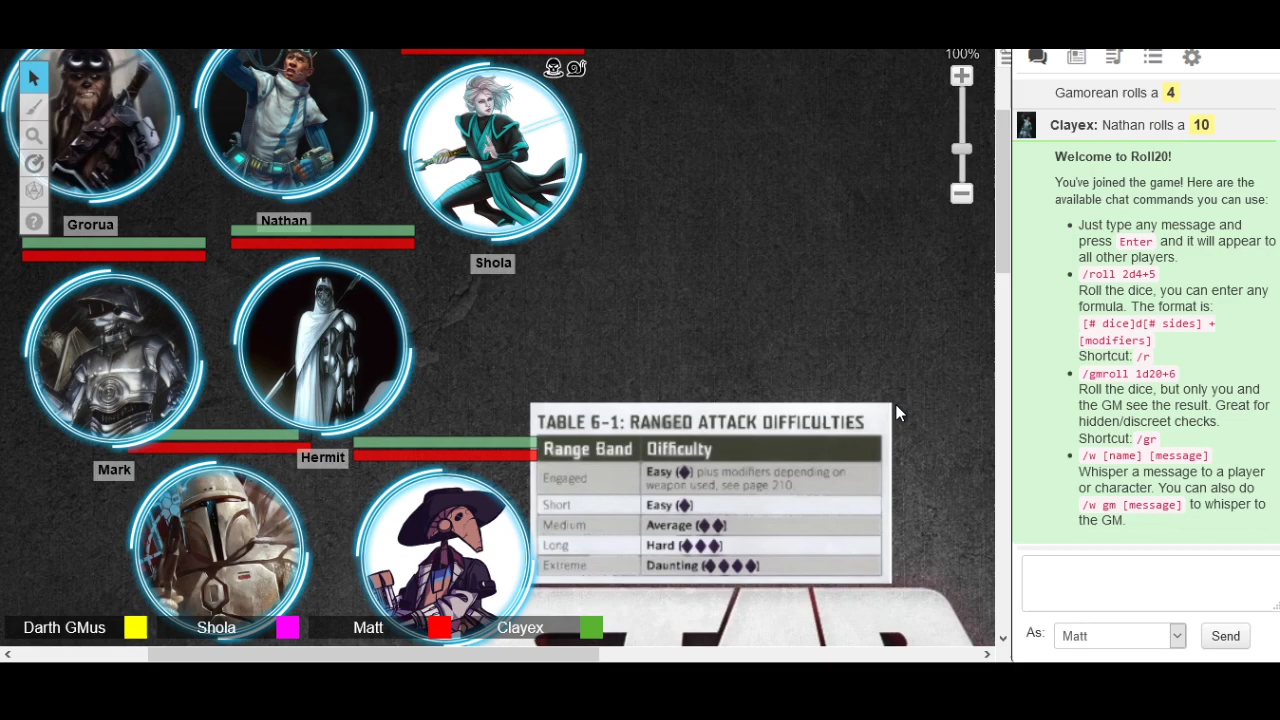 100%
Grorua
Nathan
Shola
Mark
Hermit
TABLE 6-1: RANGED ATTACK DIFFICULTIES
Range Band Difficulty
Engaged Easy (♦) plus modifiers depending on
weapon used, see page 210.
Short Easy (♦)
Medium Average (♦♦)
Long Hard (♦♦♦)
Extreme Daunting (♦♦♦♦)
Darth GMus Shola Matt Clayex
Gamorean rolls a 4
Clayex: Nathan rolls a 10
Welcome to Roll20!
You've joined the game! Here are the
available chat commands you can use:
• Just type any message and
press Enter and it will appear to
all other players.
• /roll 2d4+5
Roll the dice, you can enter any
formula. The format is:
[# dice]d[# sides] +
[modifiers]
Shortcut: /r
• /gmroll 1d20+6
Roll the dice, but only you and
the GM see the result. Great for
hidden/discreet checks.
Shortcut: /gr
• /w [name] [message]
Whisper a message to a player
or character. You can also do
/w gm [message] to whisper to
the GM.
As: Matt Send